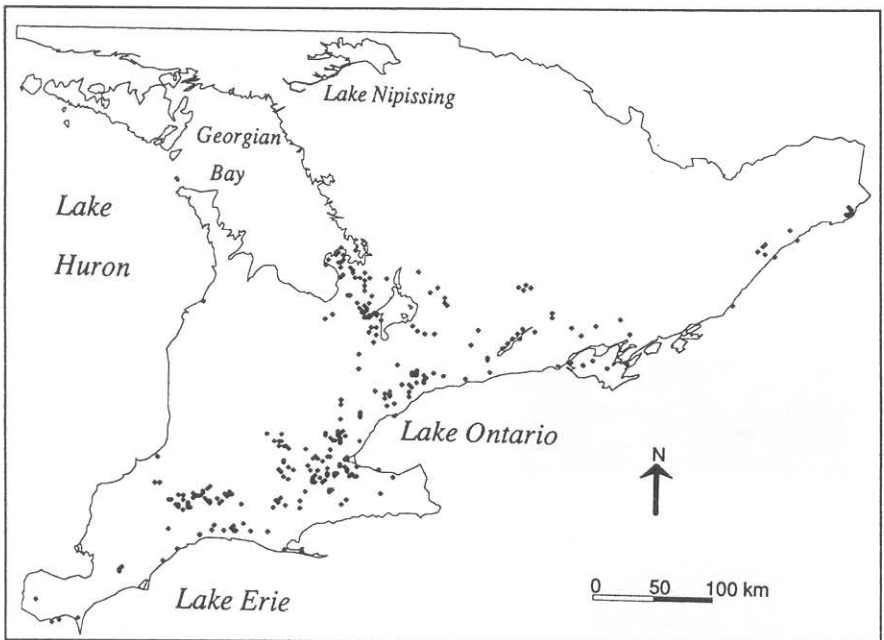 Lake Nipissing
Georgian
Bay
Lake
Huron
Lake Ontario
N
Lake Erie
0 50 100 km